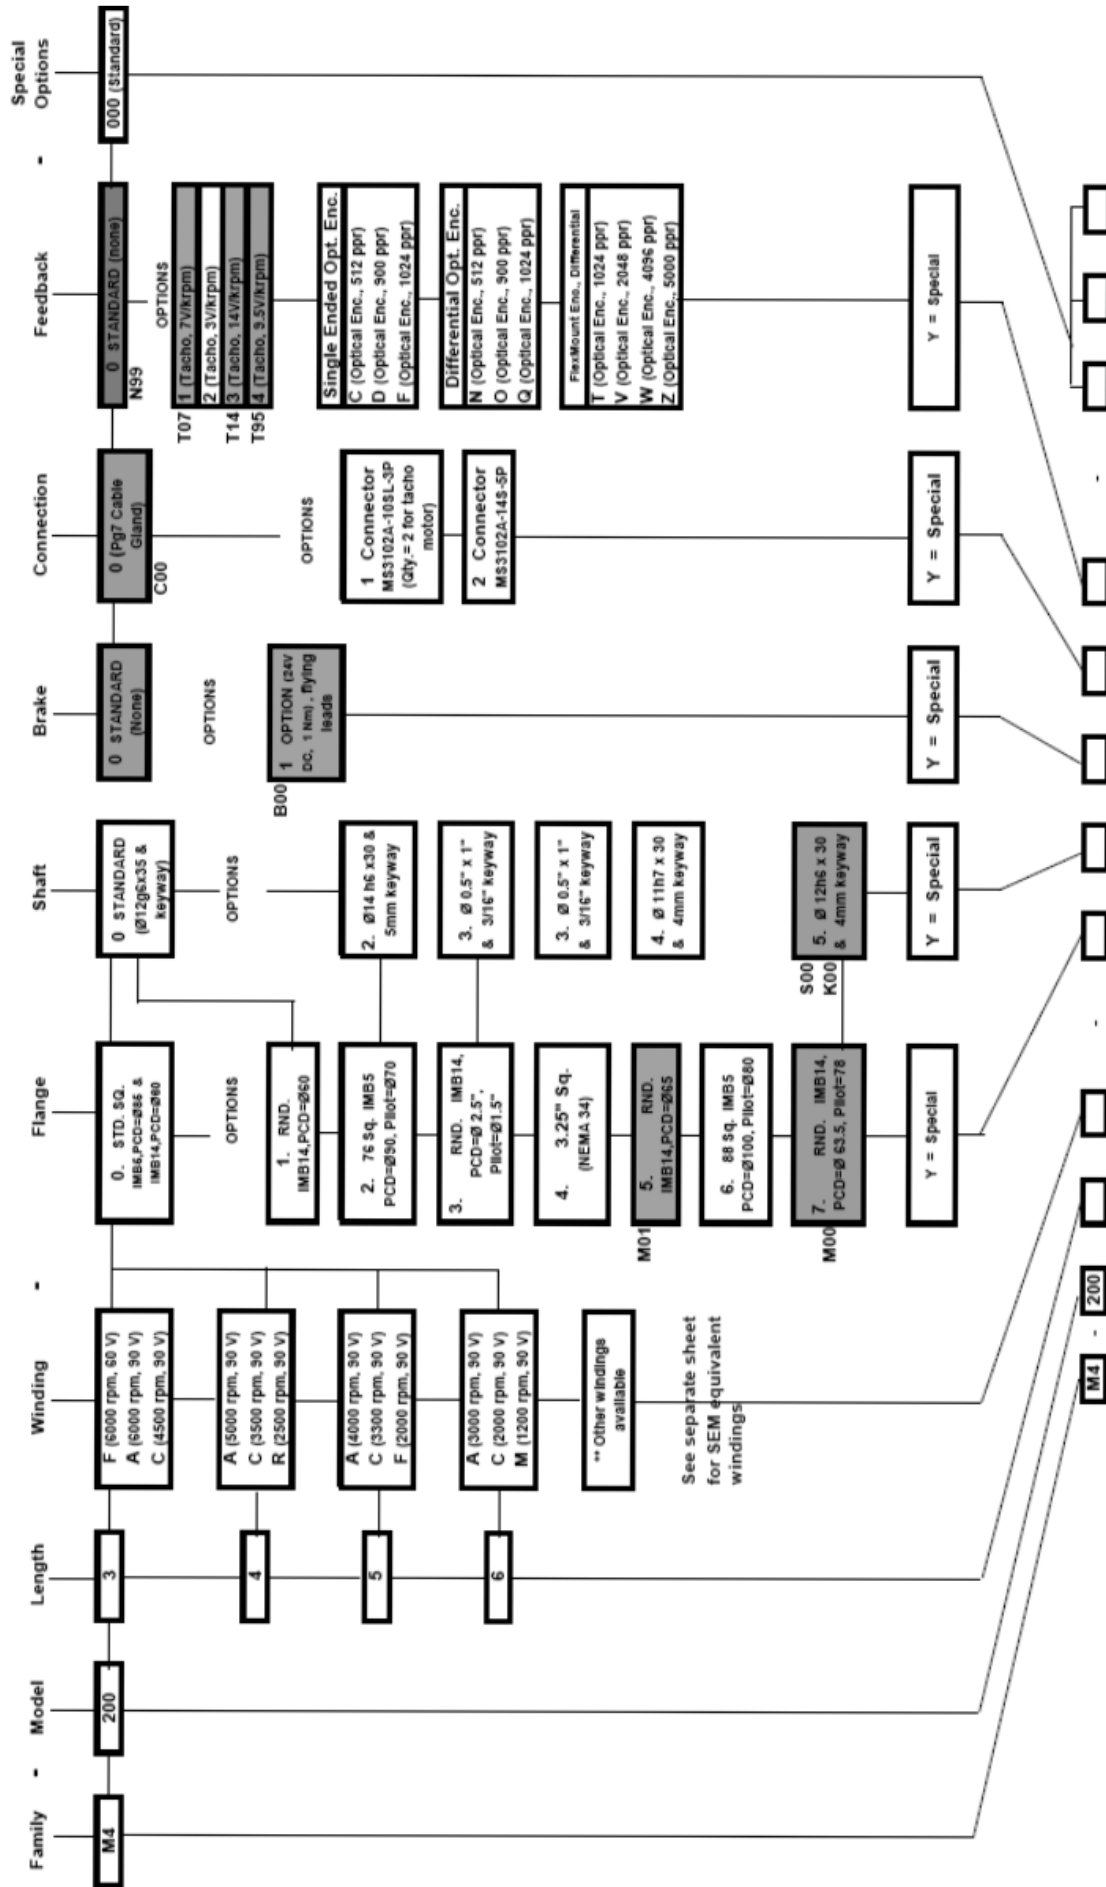 Family - Model Length Winding - Flange Shaft Brake Connection Feedback - Special
Options
M4
200
3
4
5
6
F (6000 rpm, 60 V)
A (6000 rpm, 90 V)
C (4500 rpm, 90 V)
A (5000 rpm, 90 V)
C (3500 rpm, 90 V)
R (2500 rpm, 90 V)
A (4000 rpm, 90 V)
C (3300 rpm, 90 V)
F (2000 rpm, 90 V)
A (3000 rpm, 90 V)
C (2000 rpm, 90 V)
M (1200 rpm, 90 V)
** Other windings
available
See separate sheet
for SEM equivalent
windings
0. STD. SQ.
IMB5,PCD=Ø86 &
IMB14,PCD=Ø60
OPTIONS
1. RND.
IMB14,PCD=Ø60
2. 76 Sq. IMB5
PCD=Ø90, Pilot=Ø70
3. RND. IMB14,
PCD=Ø 2.5",
Pilot=Ø1.5"
4. 3.25" Sq.
(NEMA 34)
M01
5. RND.
IMB14,PCD=Ø65
6. 88 Sq. IMB5
PCD=Ø100, Pilot=Ø80
M00
7. RND. IMB14,
PCD=Ø 63.5, Pilot=78
Y = Special
0 STANDARD
(Ø12g6x35 &
keyway)
OPTIONS
2. Ø14 h6 x30 &
5mm keyway
3. Ø 0.5" x 1"
& 3/16" keyway
3. Ø 0.5" x 1"
& 3/16" keyway
4. Ø 11h7 x 30
& 4mm keyway
S00
K00
5. Ø 12h6 x 30
& 4mm keyway
Y = Special
0 STANDARD
(None)
OPTIONS
B00
1 OPTION (24V
DC, 1 Nm) , flying
leads
Y = Special
0 (Pg7 Cable
Gland)
C00
OPTIONS
1 Connector
MS3102A-10SL-3P
(Qty.= 2 for tacho
motor)
2 Connector
MS3102A-14S-5P
Y = Special
0 STANDARD (none)
N99
OPTIONS
T07 1 (Tacho, 7V/krpm)
2 (Tacho, 3V/krpm)
T14 3 (Tacho, 14V/krpm)
T95 4 (Tacho, 9.5V/krpm)
Single Ended Opt. Enc.
C (Optical Enc., 512 ppr)
D (Optical Enc., 900 ppr)
F (Optical Enc., 1024 ppr)
Differential Opt. Enc.
N (Optical Enc., 512 ppr)
O (Optical Enc., 900 ppr)
Q (Optical Enc., 1024 ppr)
FlexMount Enc., Differential
T (Optical Enc., 1024 ppr)
V (Optical Enc., 2048 ppr)
W (Optical Enc., 4096 ppr)
Z (Optical Enc., 5000 ppr)
Y = Special
000 (Standard)
M4 - 200 - -